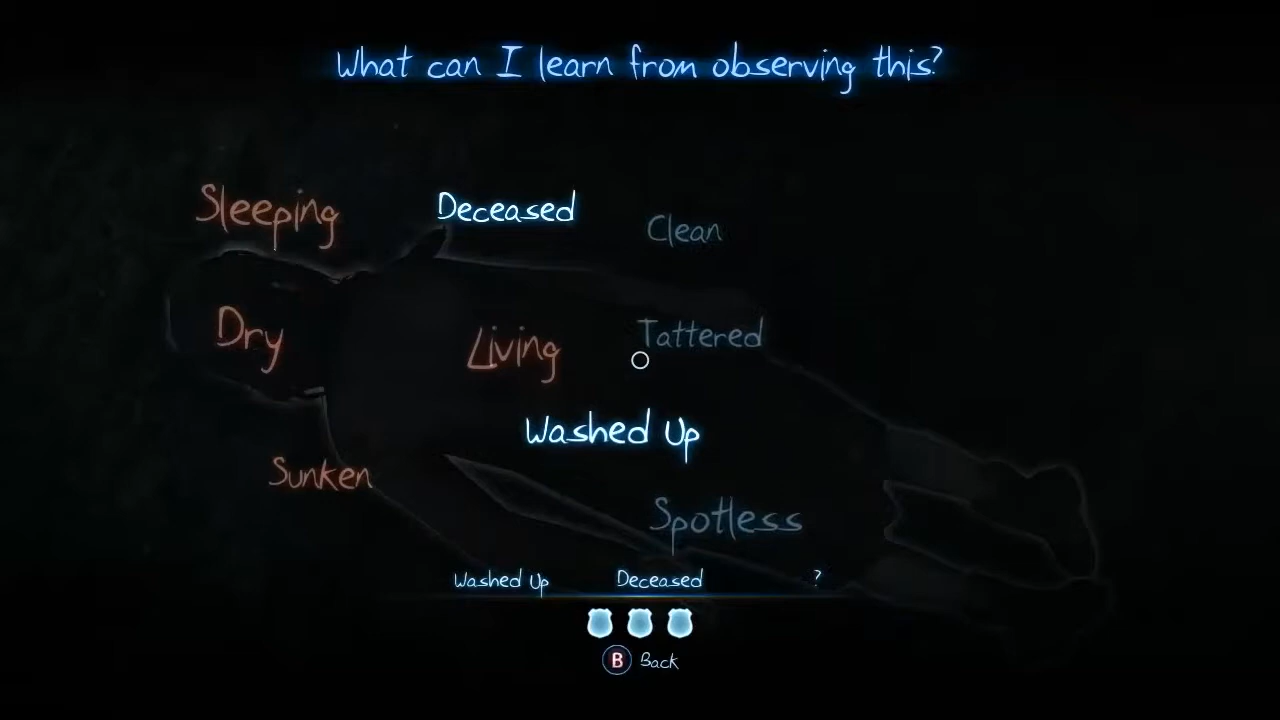 What can I learn from observing this?
Sleeping
Deceased
Clean
Dry
Living
Tattered
Washed Up
Sunken
Spotless
Washed Up
Deceased
?
B Back